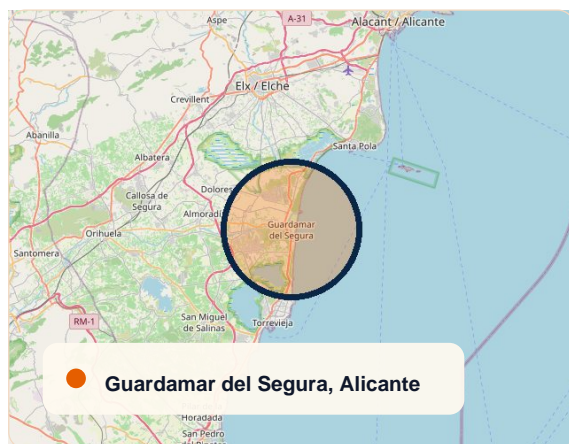 Aspe
A-31
Alacant / Alicante
Elx / Elche
Crevillent
Abanilla
Santa Pola
Albatera
Dolores
Callosa de
Segura
Almoradí
Guardamar
del Segura
Orihuela
Santomera
San Miguel
de Salinas
RM-1
Torrevieja
Guardamar del Segura, Alicante
Horadada
San Pedro